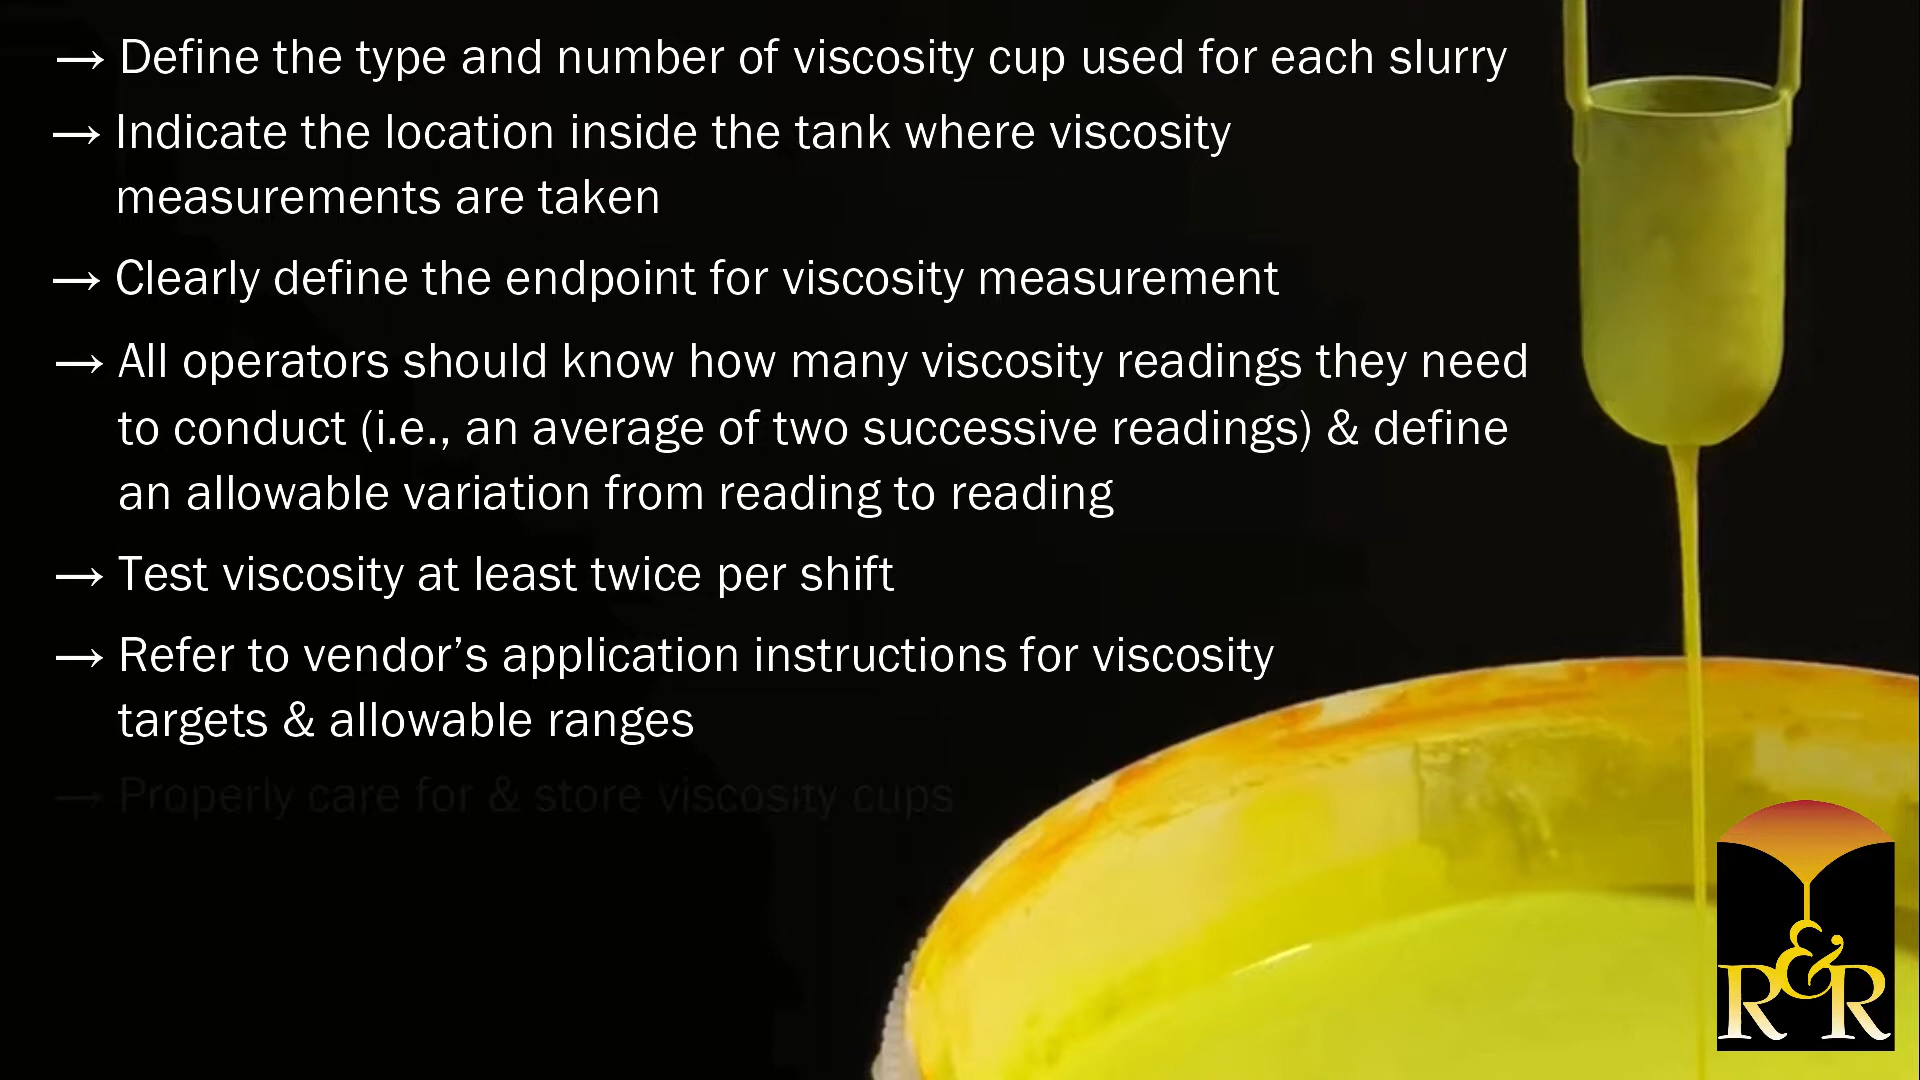 → Define the type and number of viscosity cup used for each slurry
→ Indicate the location inside the tank where viscosity
measurements are taken
→ Clearly define the endpoint for viscosity measurement
→ All operators should know how many viscosity readings they need
to conduct (i.e., an average of two successive readings) & define
an allowable variation from reading to reading
→ Test viscosity at least twice per shift
→ Refer to vendor’s application instructions for viscosity
targets & allowable ranges
→ Properly care for & store viscosity cups
R&R